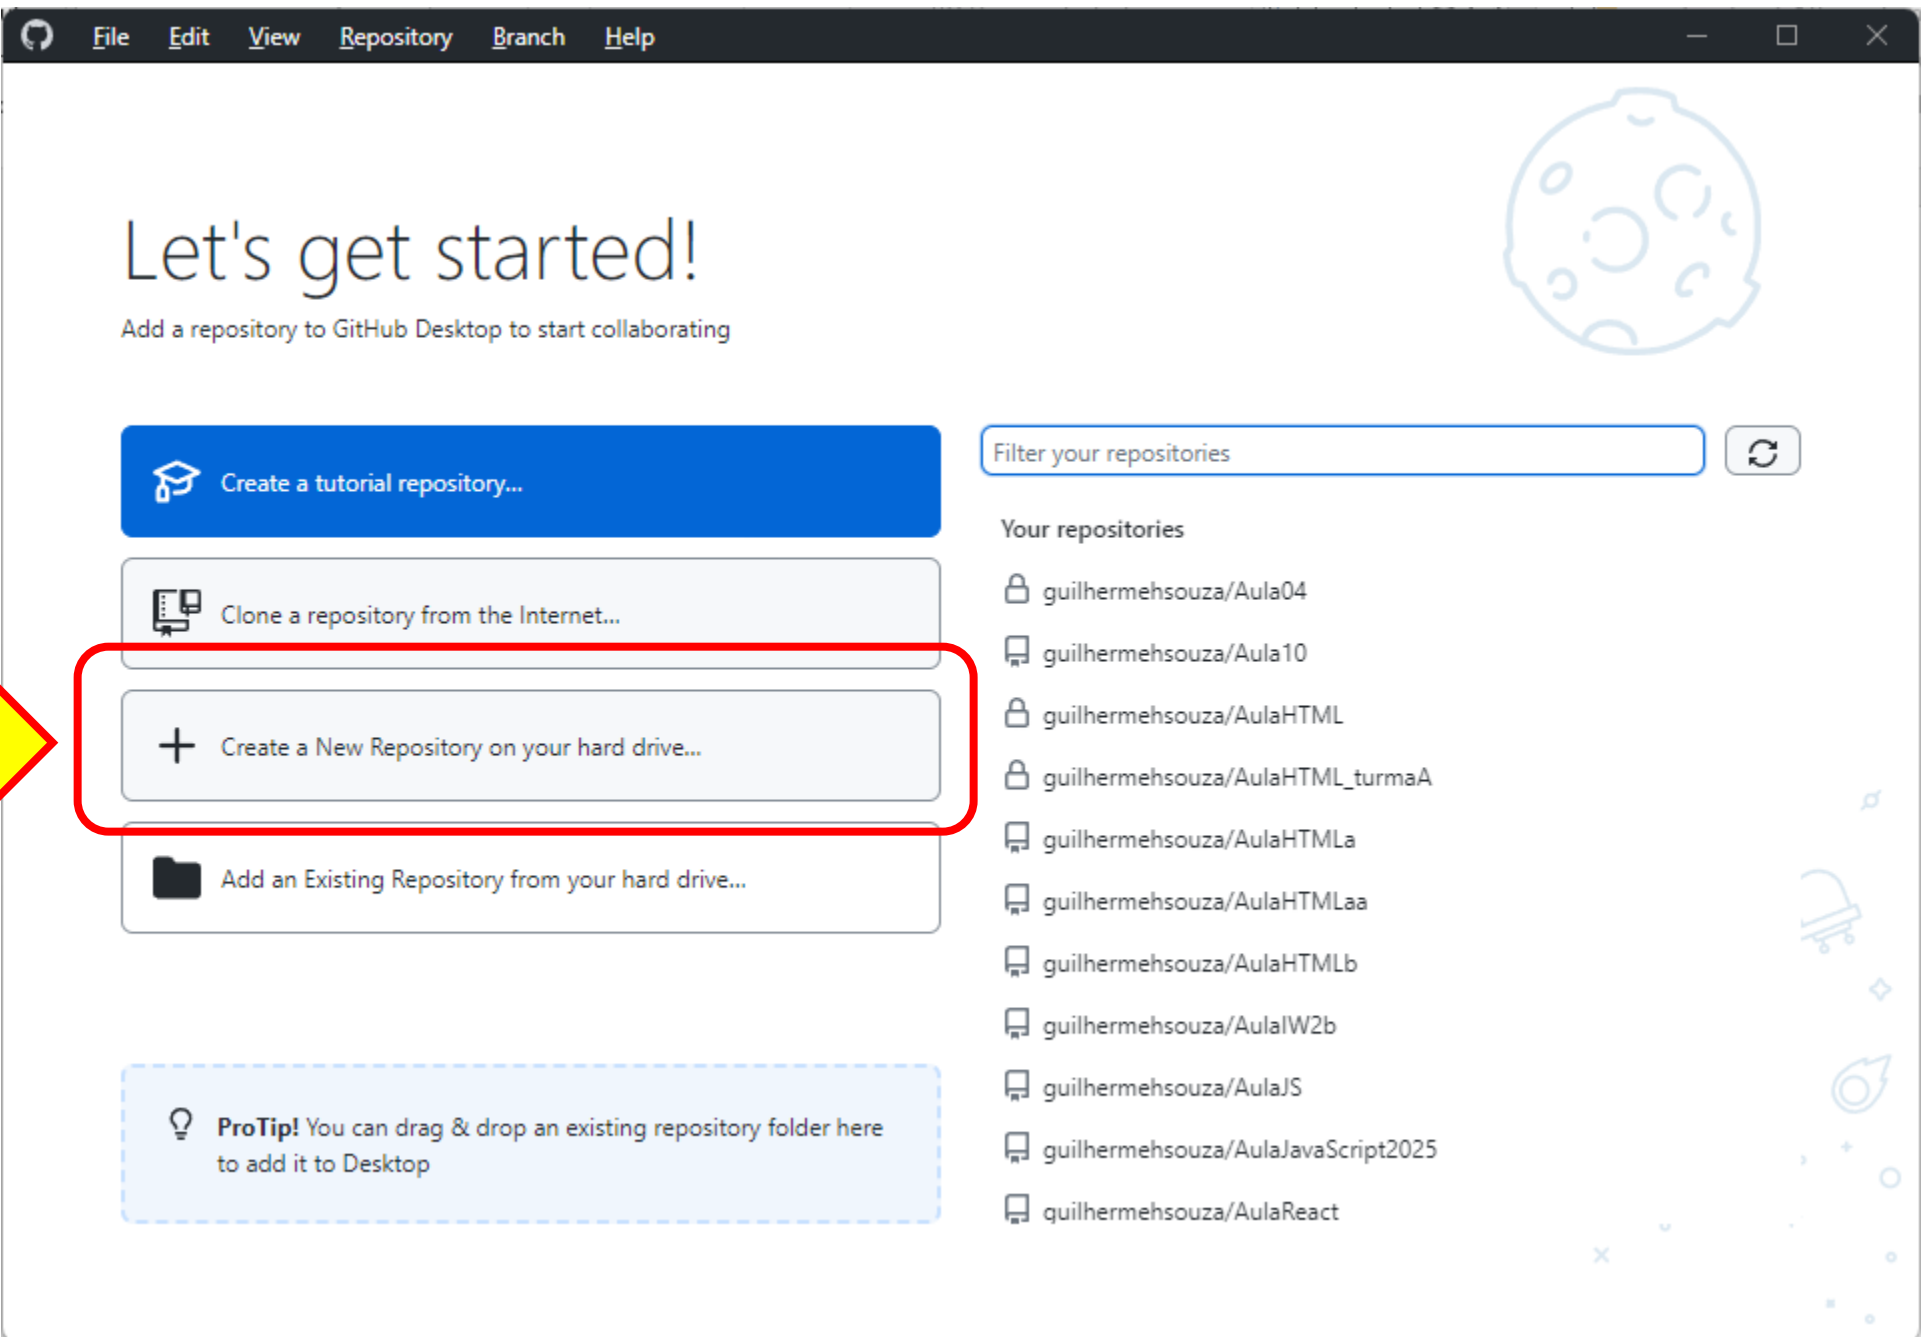 File Edit View Repository Branch Help
Let's get started!
Add a repository to GitHub Desktop to start collaborating
Create a tutorial repository...
Clone a repository from the Internet...
Create a New Repository on your hard drive...
Add an Existing Repository from your hard drive...
ProTip! You can drag & drop an existing repository folder here
to add it to Desktop
Filter your repositories
Your repositories
guilhermehsouza/Aula04
guilhermehsouza/Aula10
guilhermehsouza/AulaHTML
guilhermehsouza/AulaHTML_turmaA
guilhermehsouza/AulaHTMLa
guilhermehsouza/AulaHTMLaa
guilhermehsouza/AulaHTMLb
guilhermehsouza/AulaIW2b
guilhermehsouza/AulaJS
guilhermehsouza/AulaJavaScript2025
guilhermehsouza/AulaReact